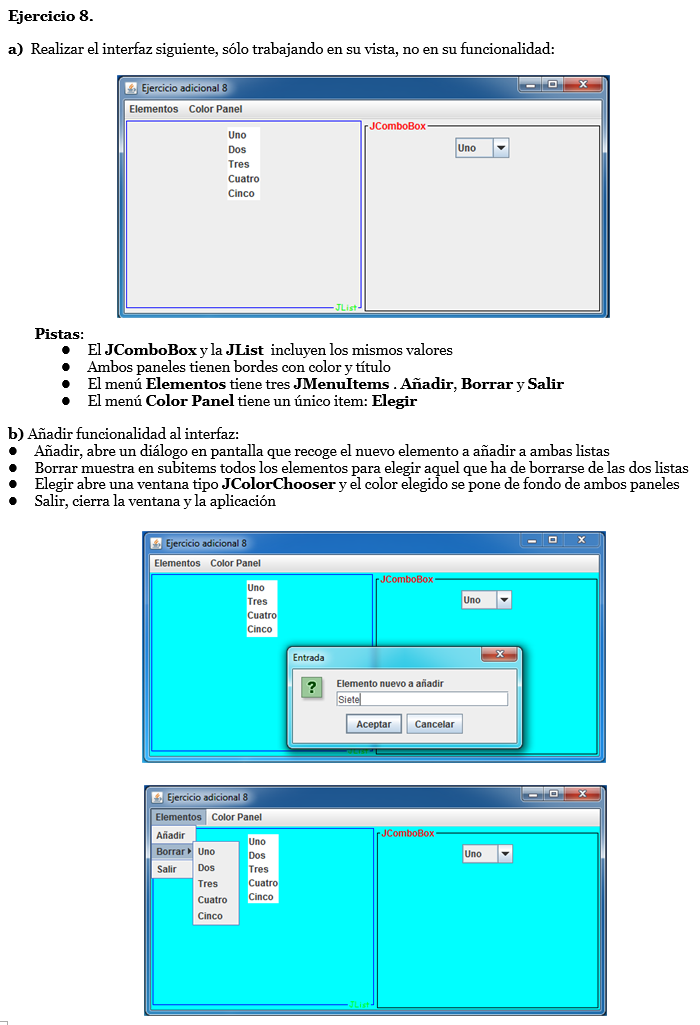 Ejercicio 8.
a) Realizar el interfaz siguiente, sólo trabajando en su vista, no en su funcionalidad:
Ejercicio adicional 8
Elementos Color Panel
Uno
Dos
Tres
Cuatro
Cinco
JList
JComboBox
Uno
Pistas:
● El JComboBox y la JList incluyen los mismos valores
● Ambos paneles tienen bordes con color y título
● El menú Elementos tiene tres JMenuItems . Añadir, Borrar y Salir
● El menú Color Panel tiene un único item: Elegir
b) Añadir funcionalidad al interfaz:
● Añadir, abre un diálogo en pantalla que recoge el nuevo elemento a añadir a ambas listas
● Borrar muestra en subitems todos los elementos para elegir aquel que ha de borrarse de las dos listas
● Elegir abre una ventana tipo JColorChooser y el color elegido se pone de fondo de ambos paneles
● Salir, cierra la ventana y la aplicación
Ejercicio adicional 8
Elementos Color Panel
Uno
Tres
Cuatro
Cinco
JComboBox
Uno
Entrada
Elemento nuevo a añadir
Siete
Aceptar Cancelar
Ejercicio adicional 8
Elementos Color Panel
Añadir
Borrar
Salir
Uno
Dos
Tres
Cuatro
Cinco
Uno
Dos
Tres
Cuatro
Cinco
JList
JComboBox
Uno